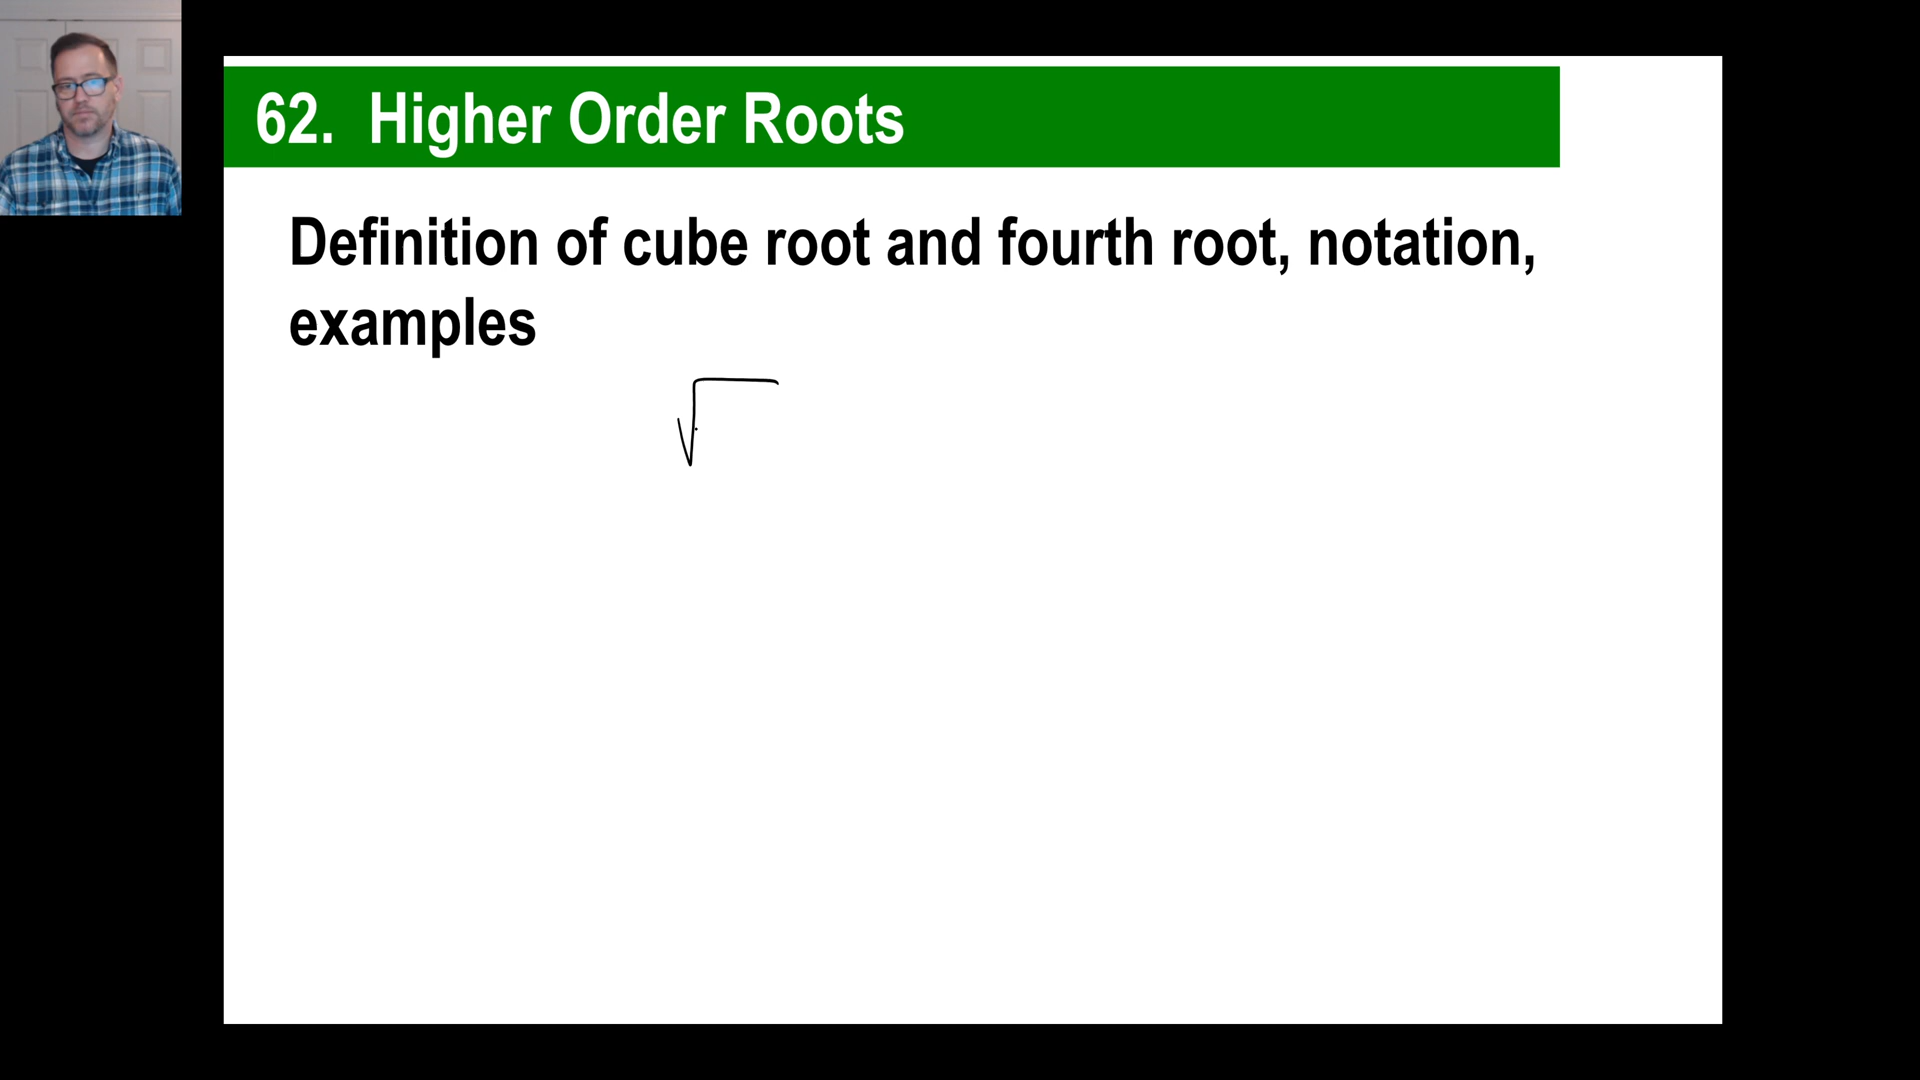 62. Higher Order Roots
Definition of cube root and fourth root, notation,
examples
√